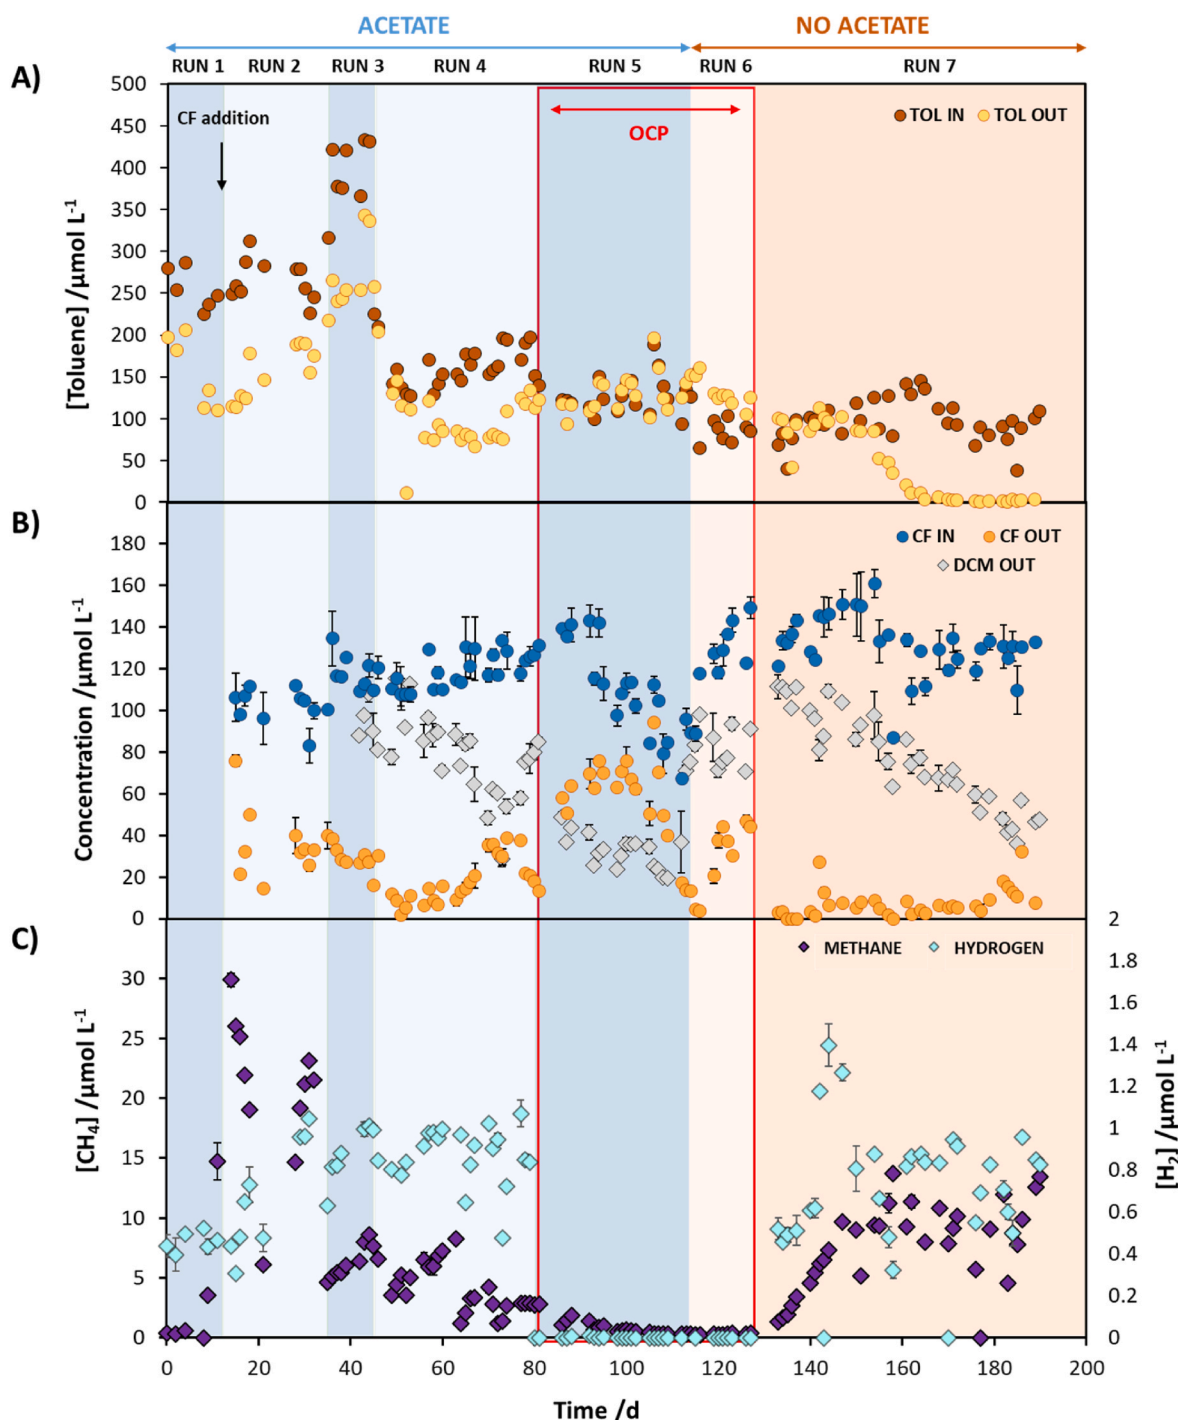 ACETATE NO ACETATE
RUN 1 RUN 2 RUN 3 RUN 4 RUN 5 RUN 6 RUN 7
A)
500
450
400
350
300
250
200
150
100
50
0
[Toluene] /µmol L-1
CF addition
OCP
TOL IN TOL OUT
B)
180
160
140
120
100
80
60
40
20
0
Concentration /µmol L-1
CF IN CF OUT
DCM OUT
C)
30
25
20
15
10
5
0
[CH4] /µmol L-1
METHANE HYDROGEN
2
1.8
1.6
1.4
1.2
1
0.8
0.6
0.4
0.2
0
[H2] /µmol L-1
0 20 40 60 80 100 120 140 160 180 200
Time /d